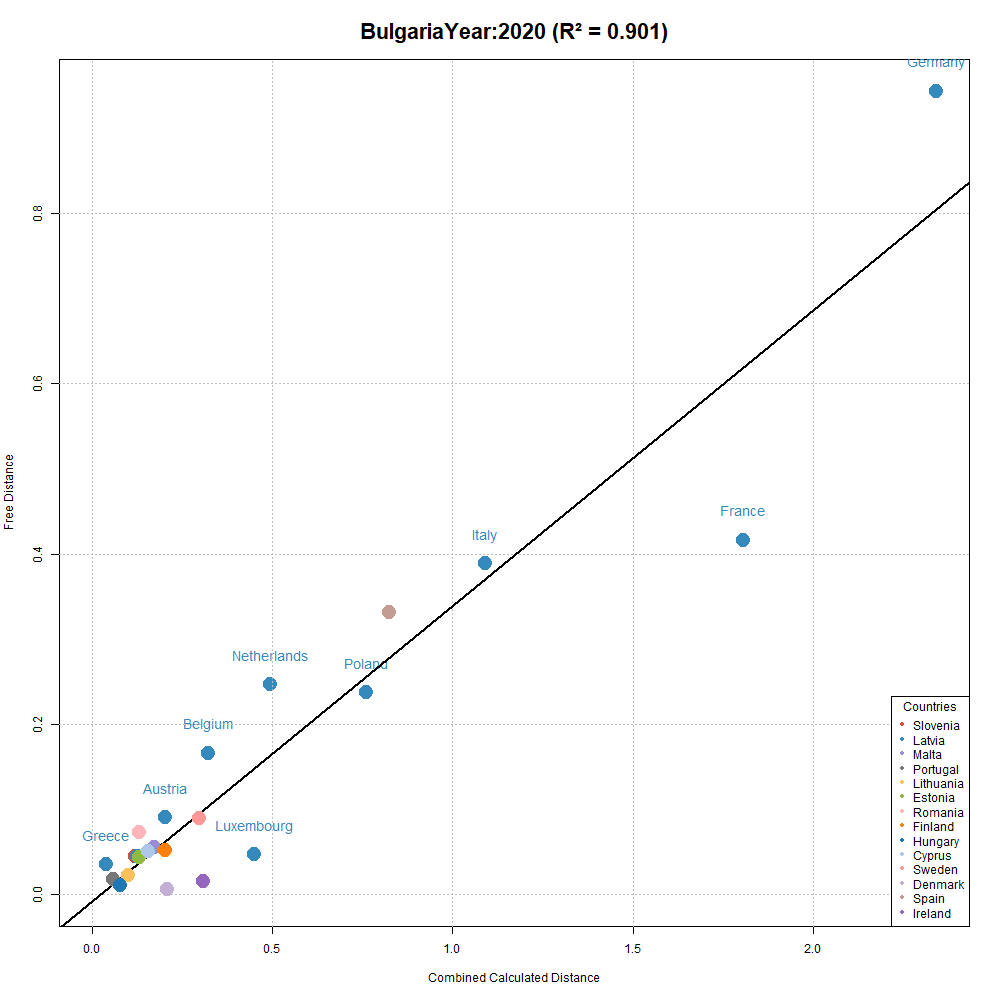 BulgariaYear:2020 (R² = 0.901)
Germany
0.8
0.6
Free Distance
France
Italy
0.4
Netherlands
Poland
Belgium
0.2
Austria
Luxembourg
Greece
0.0
Countries
Slovenia
Latvia
Malta
Portugal
Lithuania
Estonia
Romania
Finland
Hungary
Cyprus
Sweden
Denmark
Spain
Ireland
0.0 0.5 1.0 1.5 2.0
Combined Calculated Distance